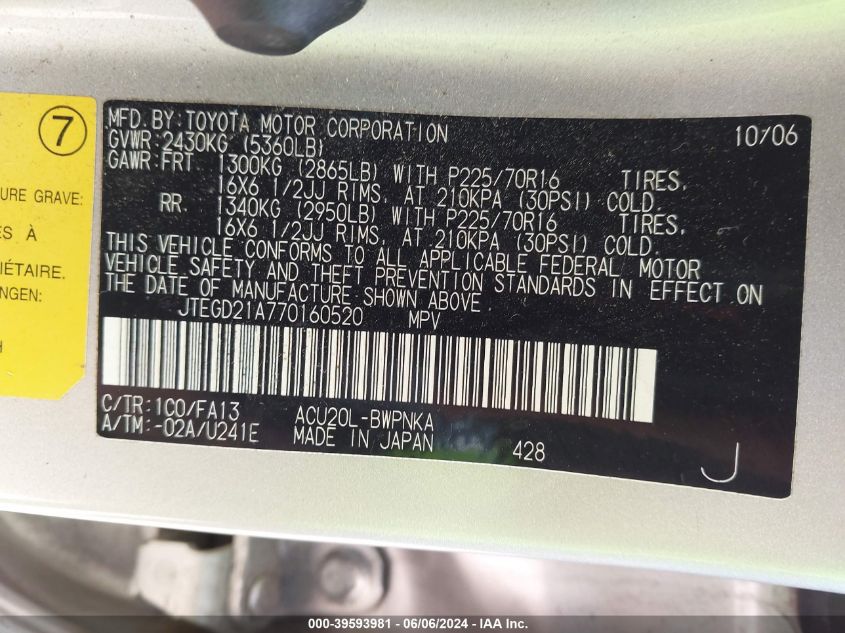 7
URE GRAVE:
ES À
IÉTAIRE.
NGEN:
H
MFD. BY: TOYOTA MOTOR CORPORATION 10/06
GVWR: 2430KG (5360LB)
GAWR: FRT 1300KG (2865LB) WITH P225/70R16 TIRES,
16X6 1/2JJ RIMS, AT 210KPA (30PSI) COLD.
RR. 1340KG (2950LB) WITH P225/70R16 TIRES,
16X6 1/2JJ RIMS, AT 210KPA (30PSI) COLD.
THIS VEHICLE CONFORMS TO ALL APPLICABLE FEDERAL MOTOR
VEHICLE SAFETY AND THEFT PREVENTION STANDARDS IN EFFECT ON
THE DATE OF MANUFACTURE SHOWN ABOVE.
JTEGD21A770160520 MPV
C/TR: 1C0/FA13 ACU20L-BWPNKA
A/TM: -02A/U241E MADE IN JAPAN 428
J
000-39593981 - 06/06/2024 - IAA Inc.